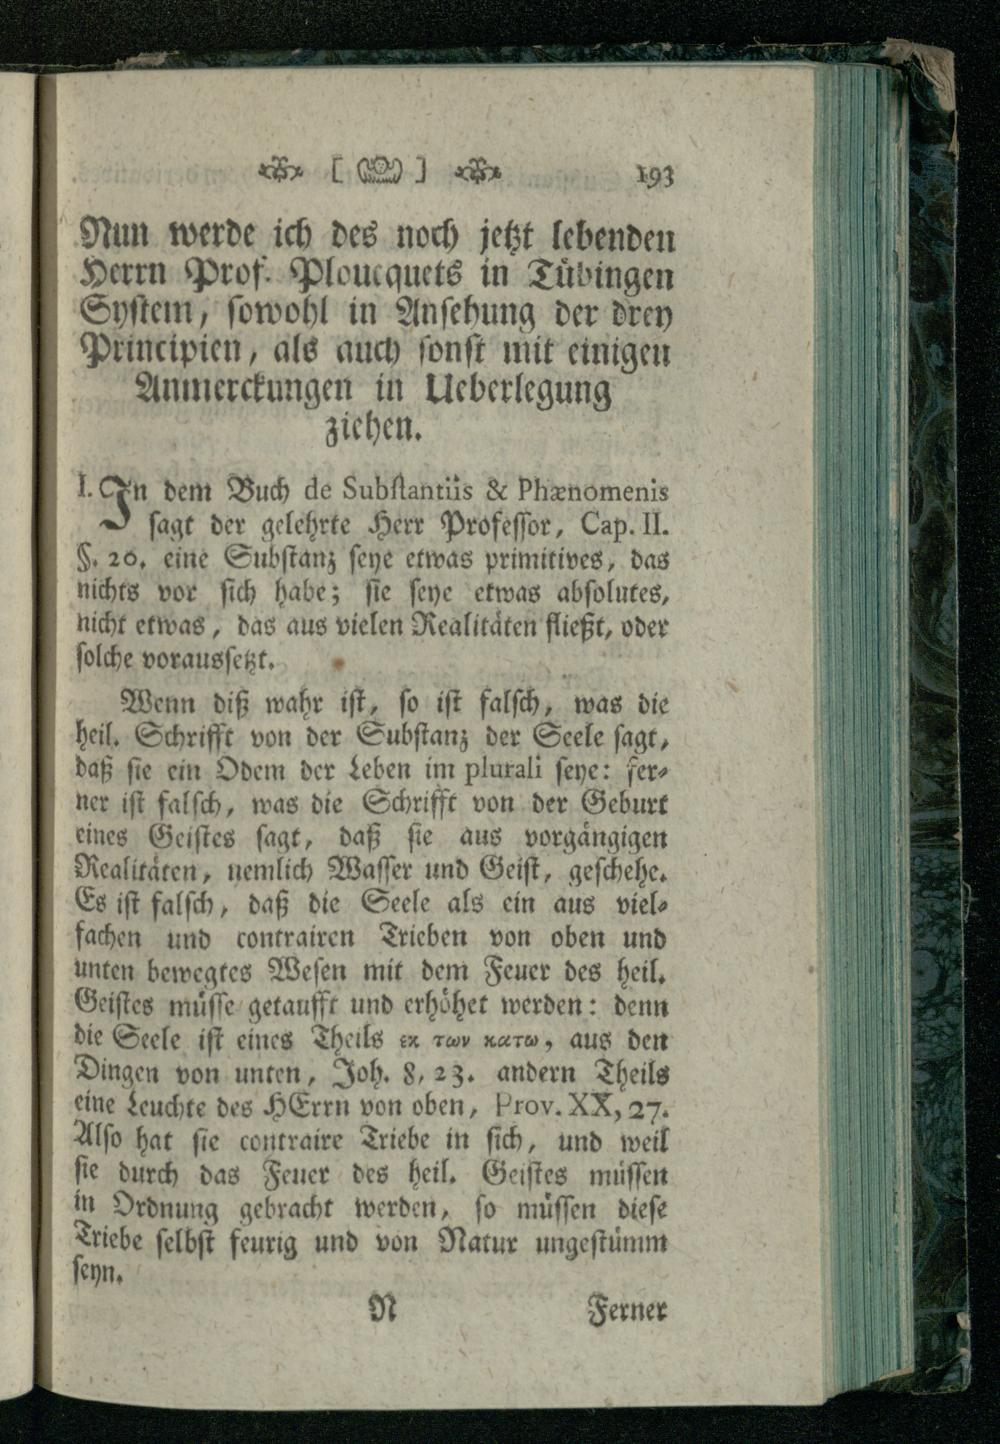 [ ] 193
Nun werde ich des noch jetzt lebenden
Herrn Prof. Ploucquets in Tübingen
System, sowohl in Ansehung der drey
Principien, als auch sonst mit einigen
Anmerckungen in Ueberlegung
ziehen.
I. In dem Buch de Substantiis & Phænomenis
sagt der gelehrte Herr Professor, Cap. II.
§. 20. eine Substanz seye etwas primitives, das
nichts vor sich habe; sie seye etwas absolutes,
nicht etwas, das aus vielen Realitäten fließt, oder
solche voraussetzt.
Wenn diß wahr ist, so ist falsch, was die
heil. Schrifft von der Substanz der Seele sagt,
daß sie ein Odem der Leben im plurali seye: fer-
ner ist falsch, was die Schrifft von der Geburt
eines Geistes sagt, daß sie aus vorgängigen
Realitäten, nemlich Wasser und Geist, geschehe.
Es ist falsch, daß die Seele als ein aus viel-
fachen und contrairen Trieben von oben und
unten bewegtes Wesen mit dem Feuer des heil.
Geistes müsse getaufft und erhöhet werden: denn
die Seele ist eines Theils εκ των κατω, aus den
Dingen von unten, Joh. 8, 23. andern Theils
eine Leuchte des HErrn von oben, Prov. XX, 27.
Also hat sie contraire Triebe in sich, und weil
sie durch das Feuer des heil. Geistes müssen
in Ordnung gebracht werden, so müssen diese
Triebe selbst feurig und von Natur ungestümm
seyn.
N Ferner